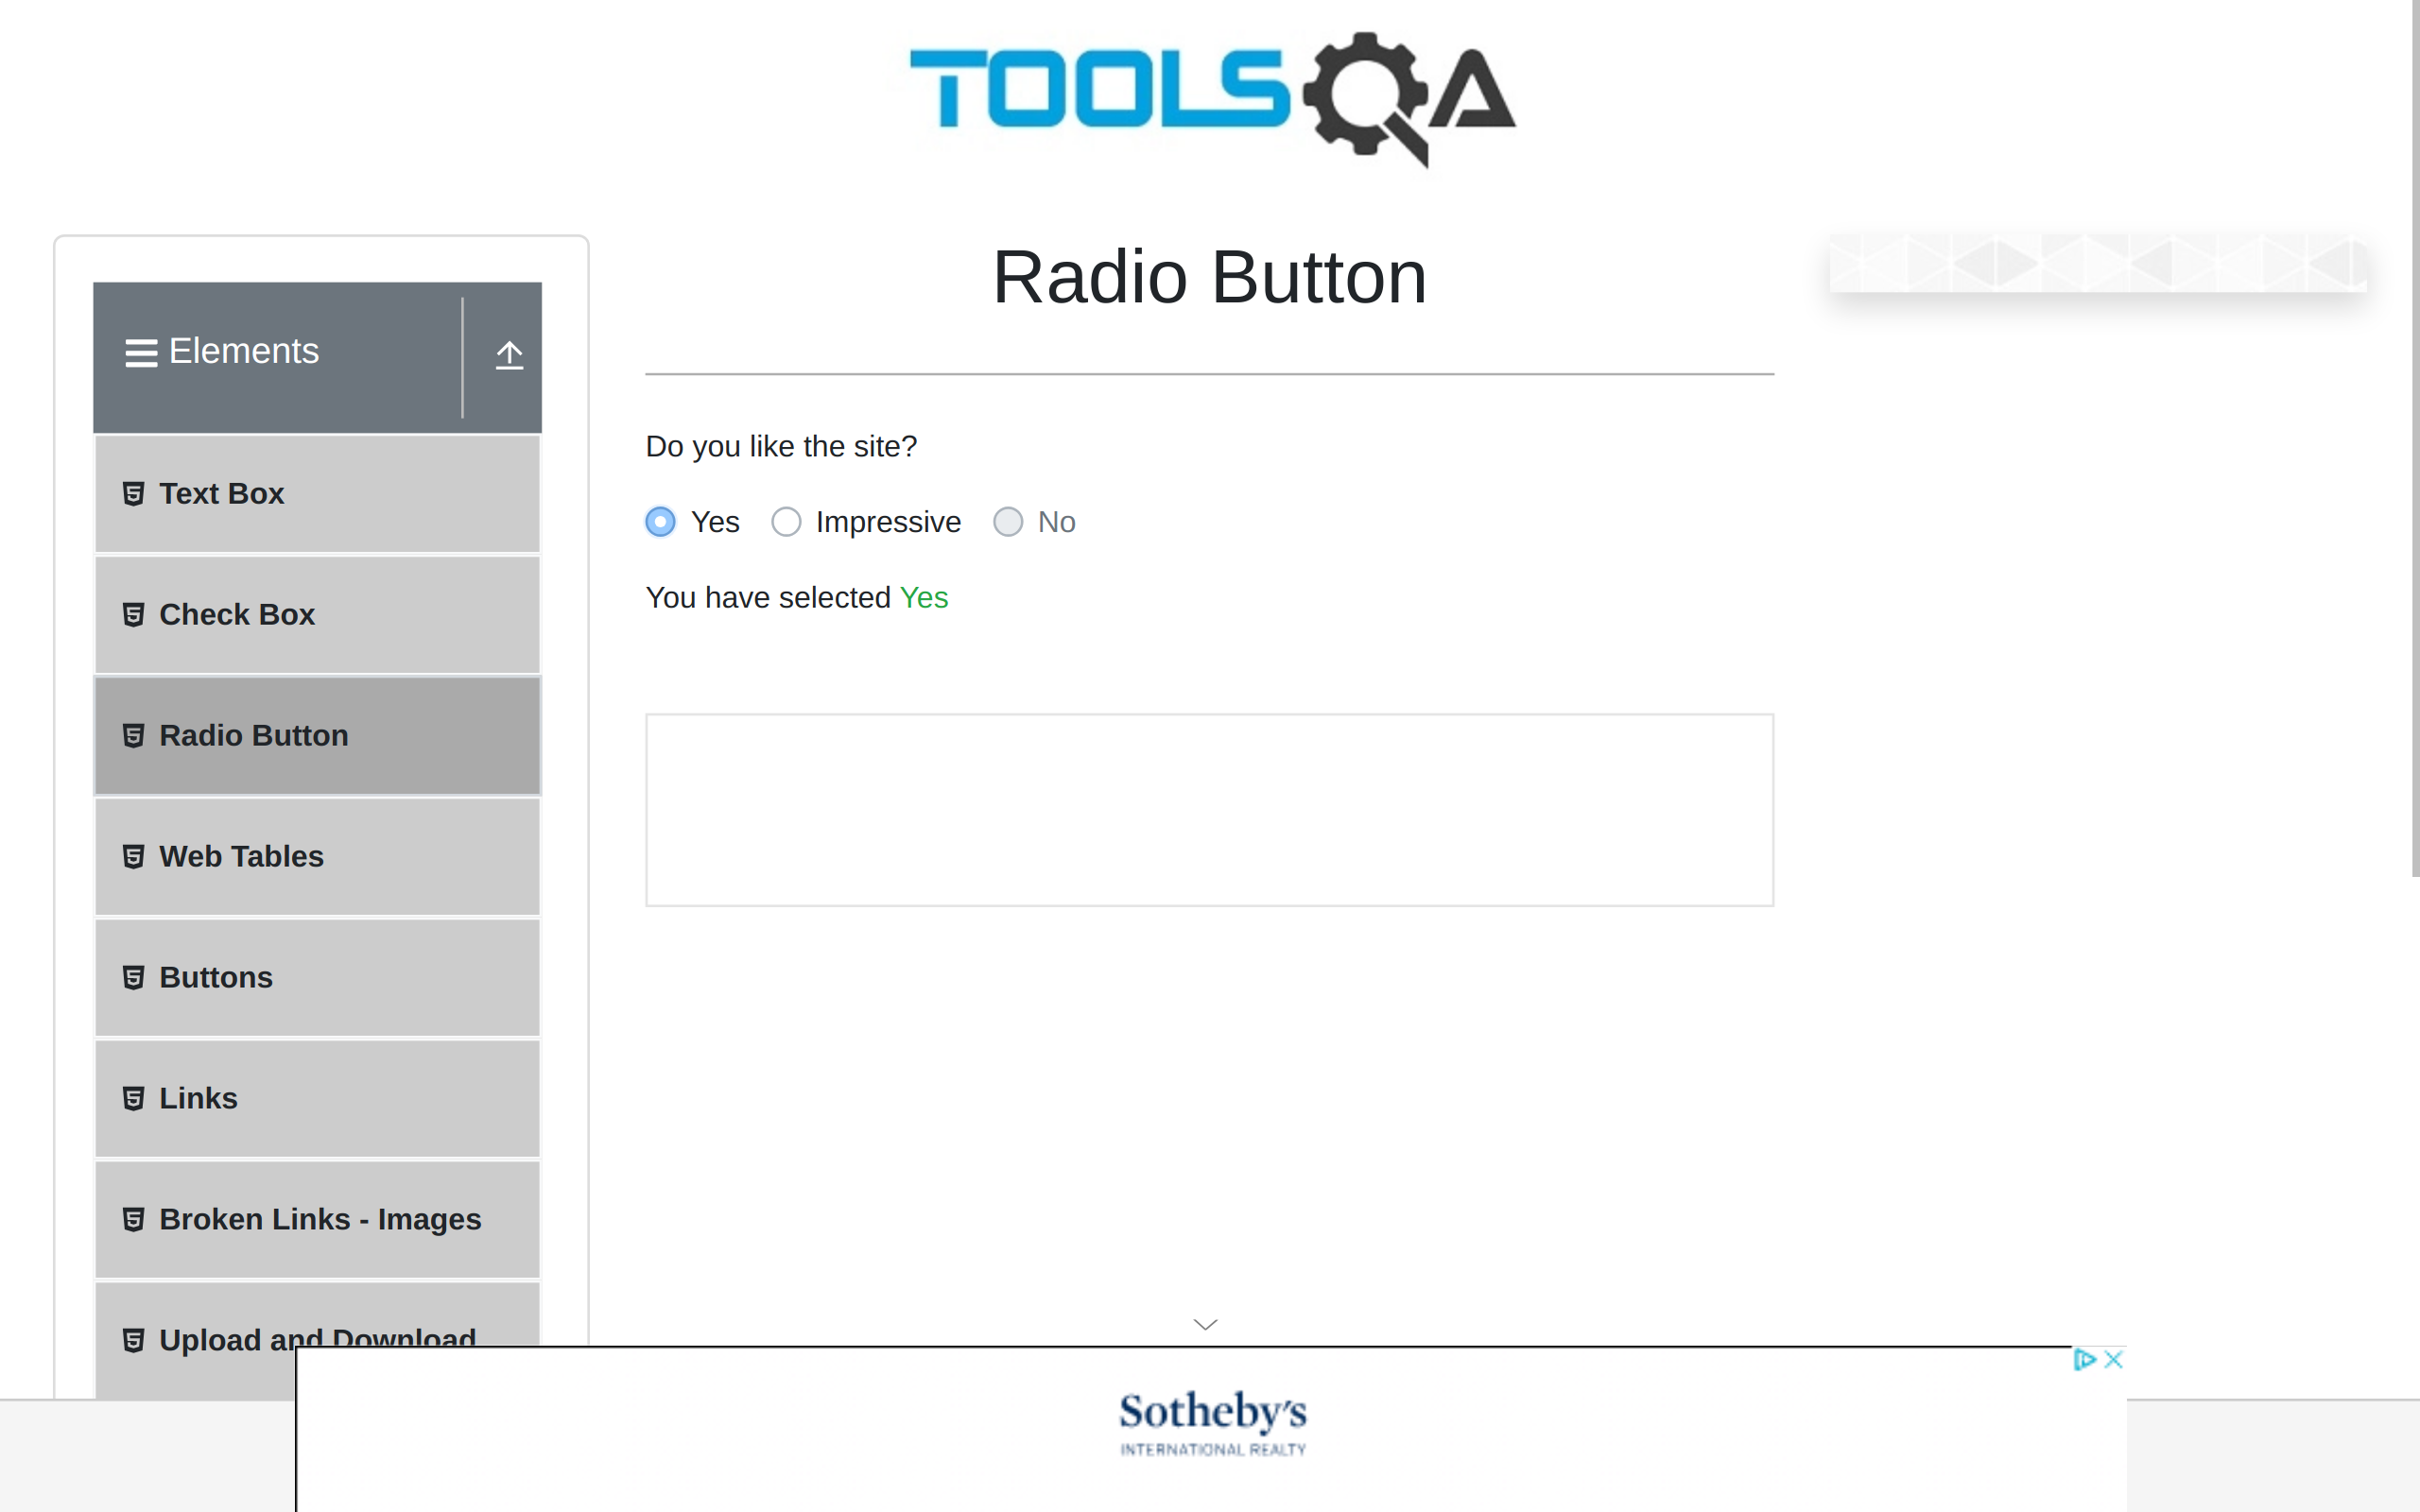 TOOLSQA
Radio Button
Elements
Do you like the site?
Yes Impressive No
You have selected Yes
Text Box
Check Box
Radio Button
Web Tables
Buttons
Links
Broken Links - Images
Upload and Download
Sotheby's
INTERNATIONAL REALTY